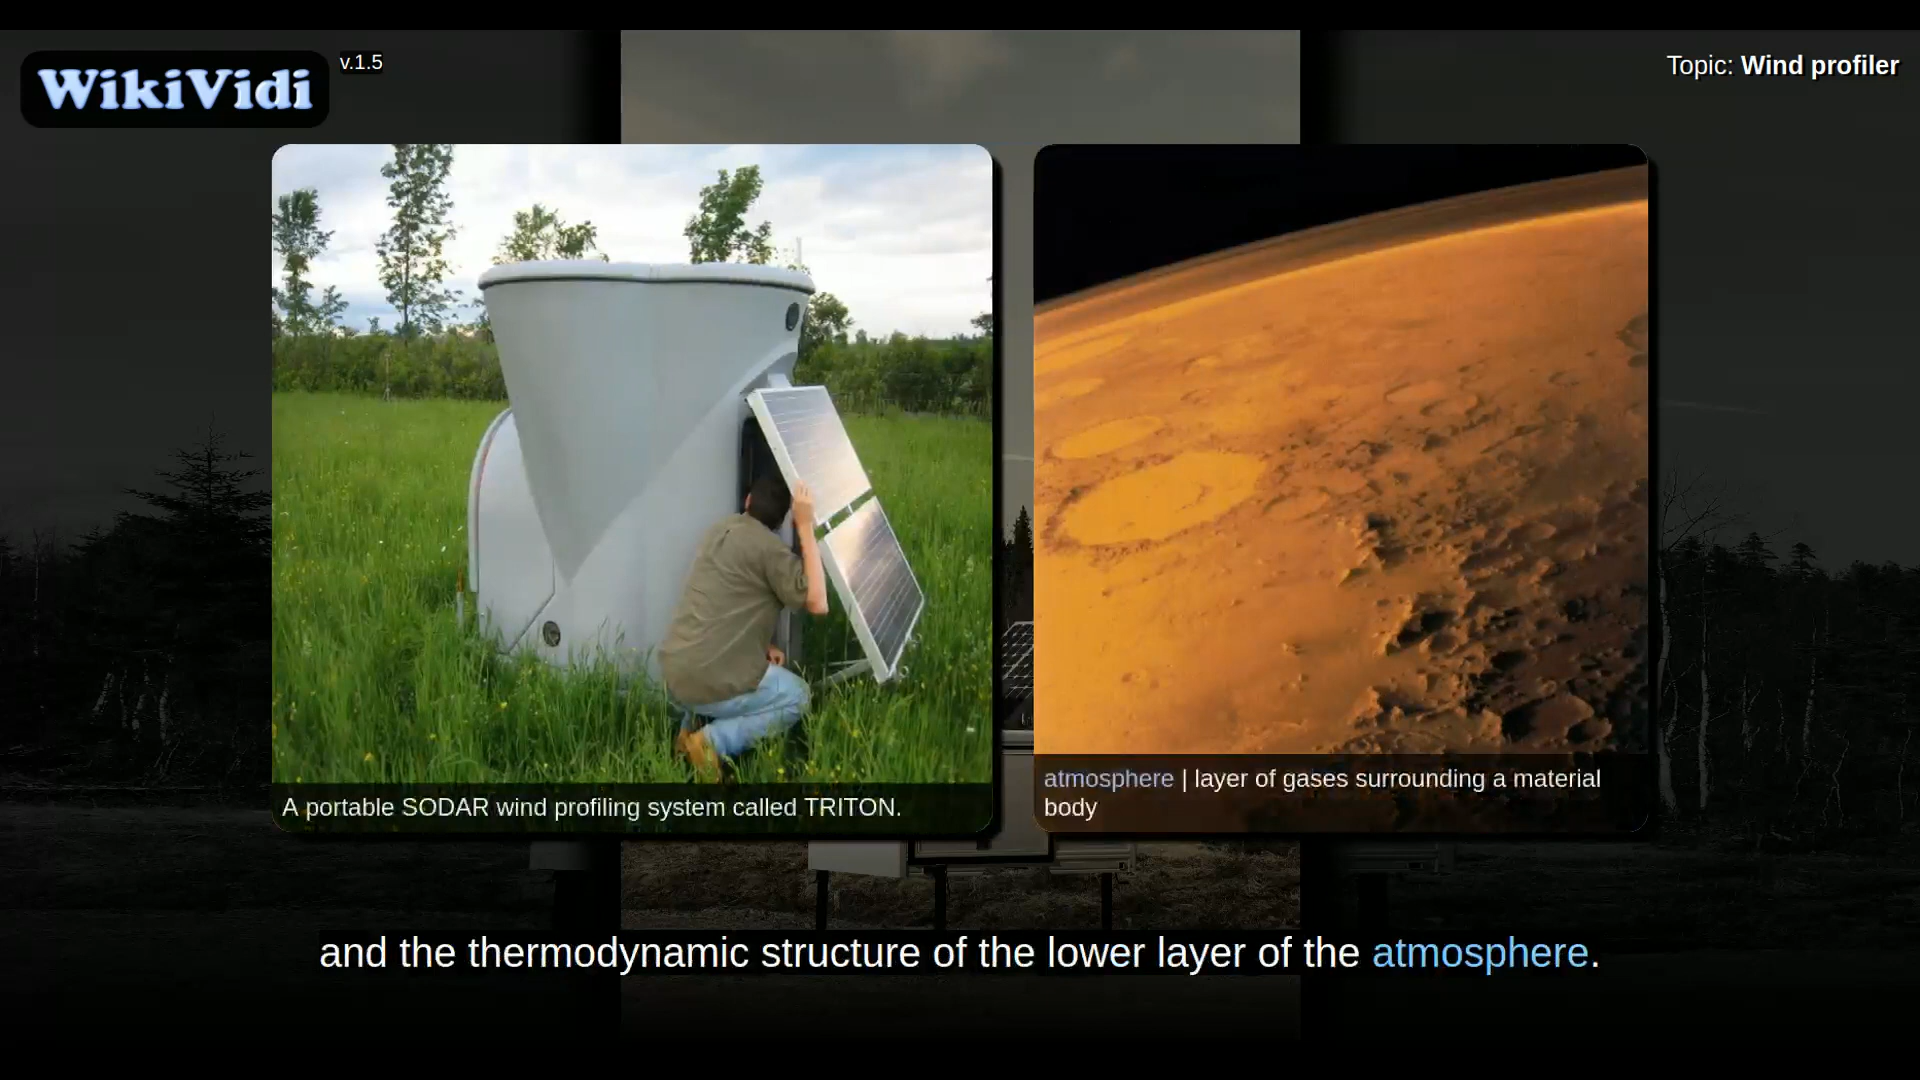 WikiVidi
v.1.5
Topic: Wind profiler
A portable SODAR wind profiling system called TRITON.
atmosphere | layer of gases surrounding a material
body
and the thermodynamic structure of the lower layer of the atmosphere.